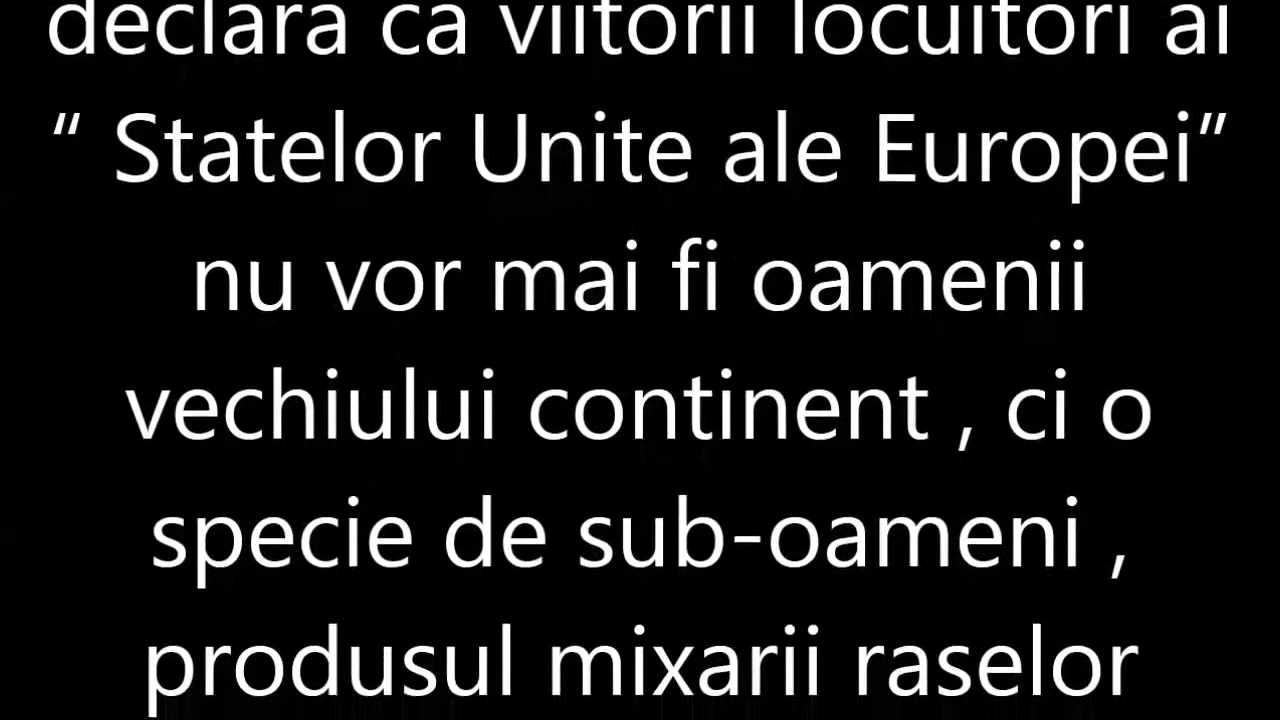 declara ca viitorii locuitori ai
“ Statelor Unite ale Europei”
nu vor mai fi oamenii
vechiului continent , ci o
specie de sub-oameni ,
produsul mixarii raselor